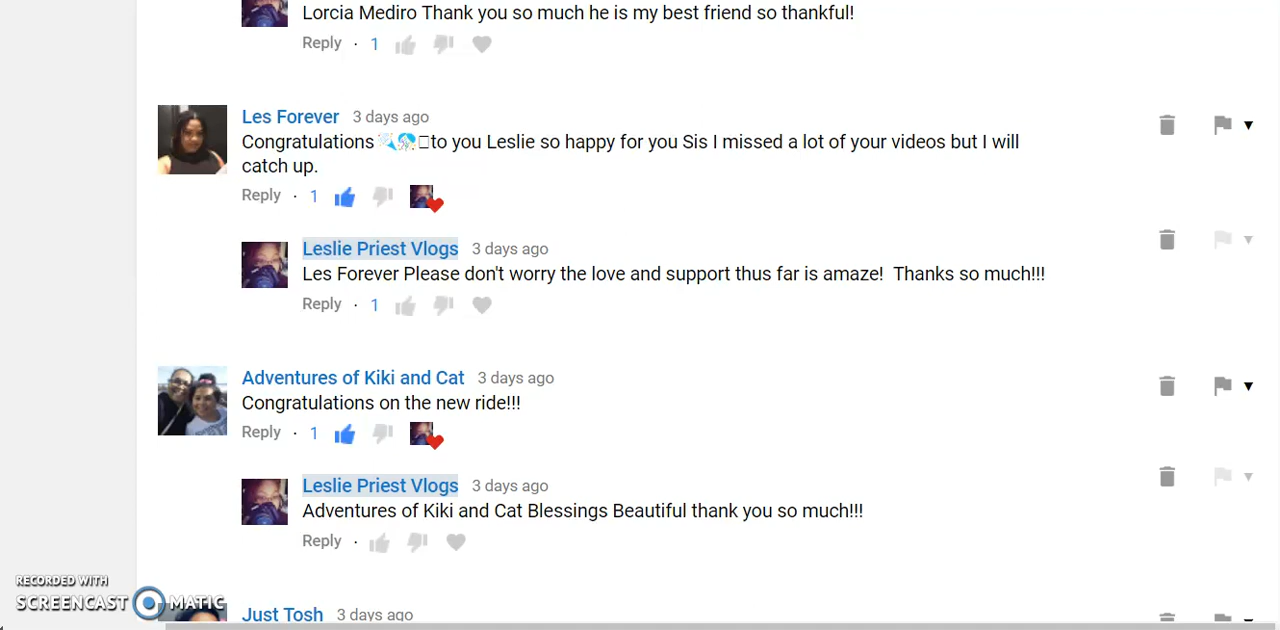 Lorcia Mediro Thank you so much he is my best friend so thankful!
Reply · 1
Les Forever 3 days ago
Congratulations to you Leslie so happy for you Sis I missed a lot of your videos but I will
catch up.
Reply · 1
Leslie Priest Vlogs 3 days ago
Les Forever Please don't worry the love and support thus far is amaze! Thanks so much!!!
Reply · 1
Adventures of Kiki and Cat 3 days ago
Congratulations on the new ride!!!
Reply · 1
Leslie Priest Vlogs 3 days ago
Adventures of Kiki and Cat Blessings Beautiful thank you so much!!!
Reply ·
RECORDED WITH
SCREENCAST MATIC
Just Tosh 3 days ago